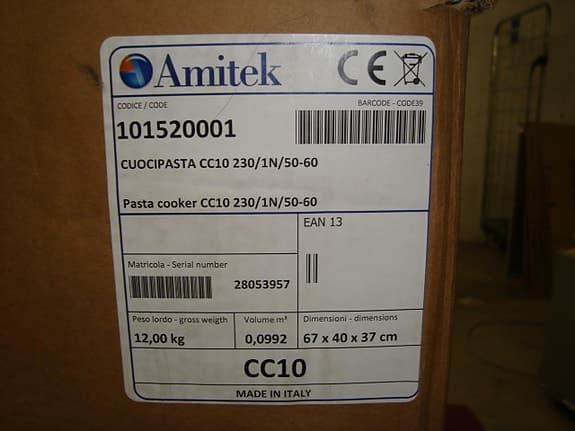 Amitek CE
CODICE / CODE BARCODE - CODE39
101520001
CUOCIPASTA CC10 230/1N/50-60
Pasta cooker CC10 230/1N/50-60
EAN 13
Matricola - Serial number
28053957
Peso lordo - gross weigth Volume m³ Dimensioni - dimensions
12,00 kg 0,0992 67 x 40 x 37 cm
CC10
MADE IN ITALY